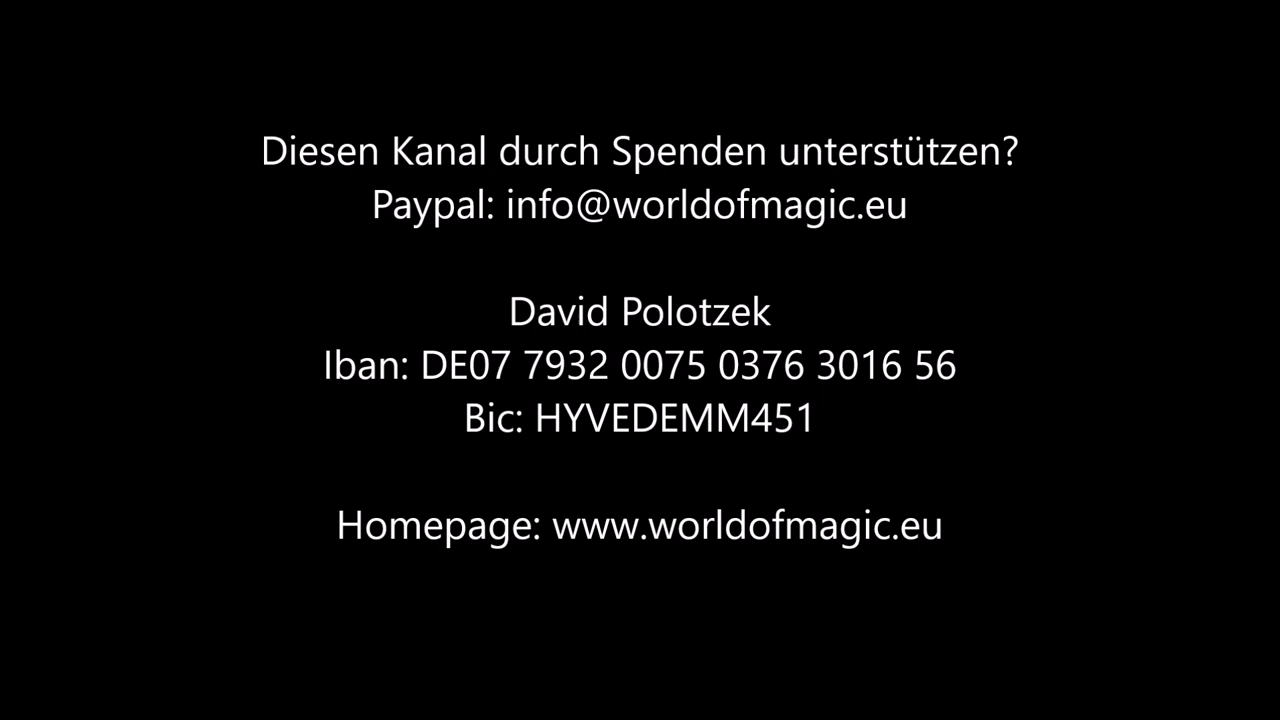 Diesen Kanal durch Spenden unterstützen?
Paypal: info@worldofmagic.eu
David Polotzek
Iban: DE07 7932 0075 0376 3016 56
Bic: HYVEDEMM451
Homepage: www.worldofmagic.eu